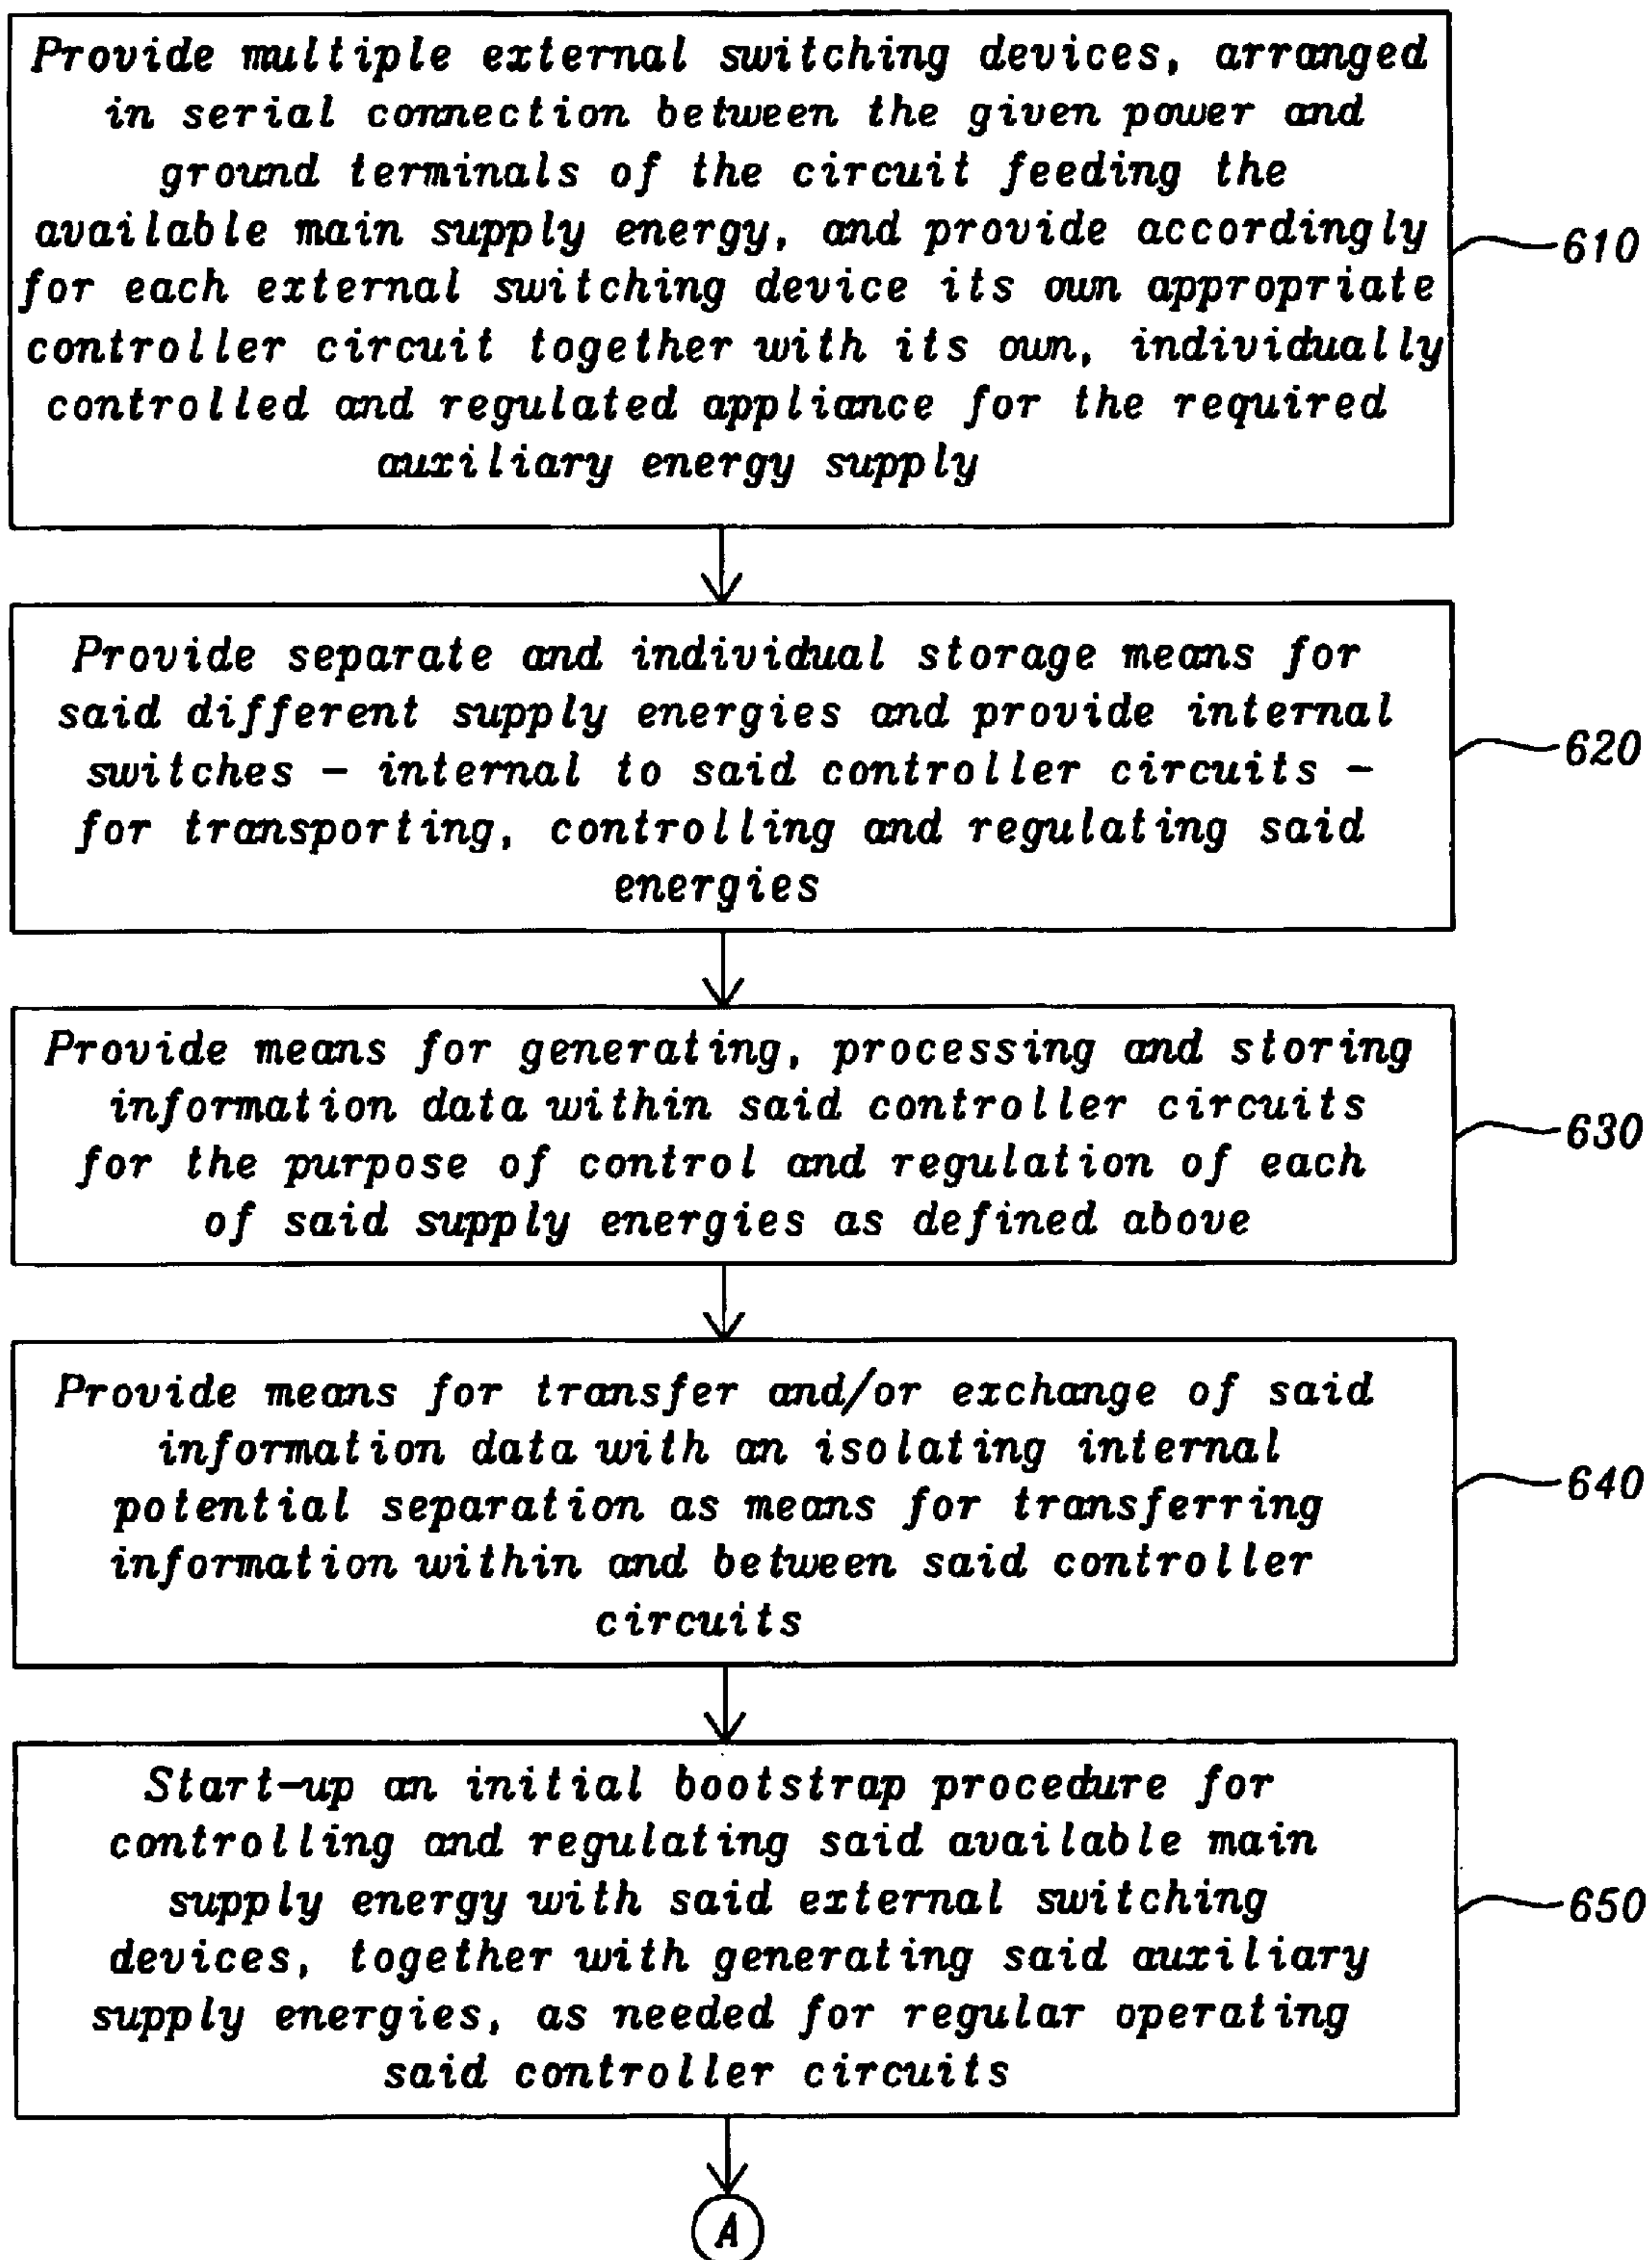 Provide multiple external switching devices, arranged
in serial connection between the given power and
ground terminals of the circuit feeding the
available main supply energy, and provide accordingly
for each external switching device its own appropriate
controller circuit together with its own, individually
controlled and regulated appliance for the required
auxiliary energy supply
610
Provide separate and individual storage means for
said different supply energies and provide internal
switches - internal to said controller circuits -
for transporting, controlling and regulating said
energies
620
Provide means for generating, processing and storing
information data within said controller circuits
for the purpose of control and regulation of each
of said supply energies as defined above
630
Provide means for transfer and/or exchange of said
information data with an isolating internal
potential separation as means for transferring
information within and between said controller
circuits
640
Start-up an initial bootstrap procedure for
controlling and regulating said available main
supply energy with said external switching
devices, together with generating said auxiliary
supply energies, as needed for regular operating
said controller circuits
650
A